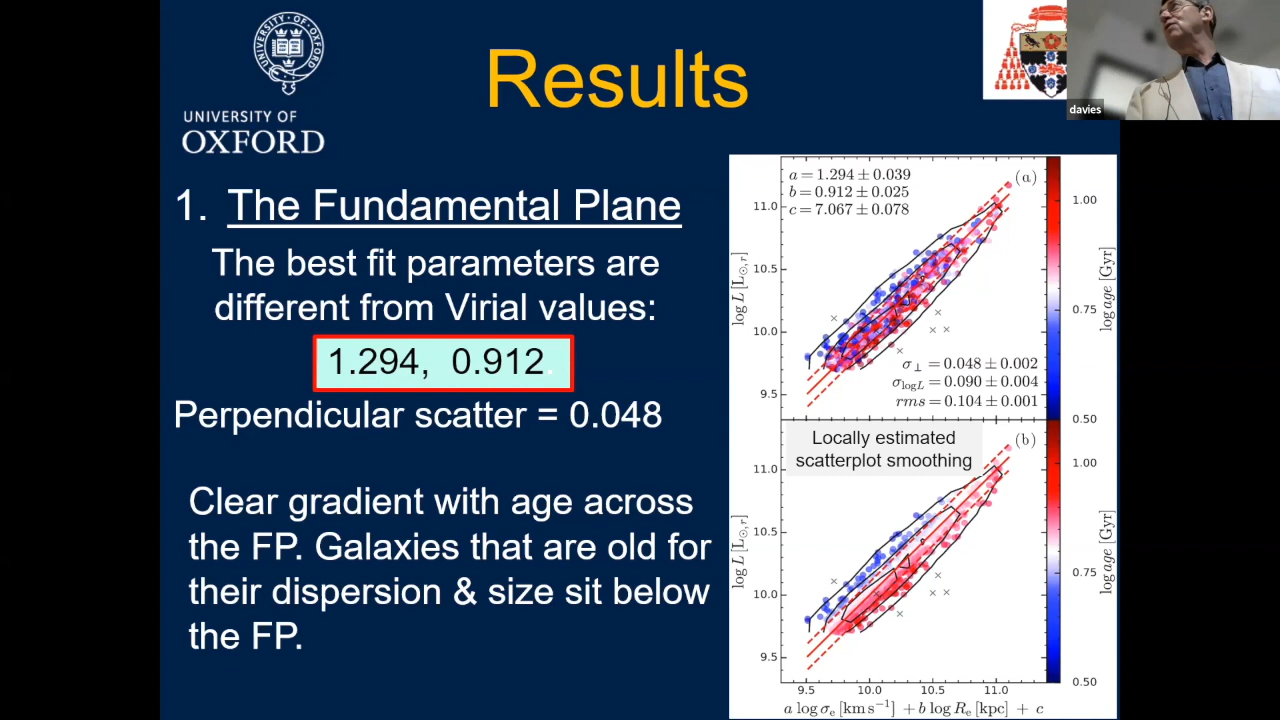 UNIVERSITY OF OXFORD
UNIVERSITY OF
OXFORD
Results
davies
1. The Fundamental Plane
The best fit parameters are
different from Virial values:
1.294, 0.912.
Perpendicular scatter = 0.048
Clear gradient with age across
the FP. Galaxies that are old for
their dispersion & size sit below
the FP.
a = 1.294 ± 0.039
b = 0.912 ± 0.025
c = 7.067 ± 0.078
(a)
11.0
10.5
10.0
9.5
log L [L⊙,r]
σ⊥ = 0.048 ± 0.002
σlogL = 0.090 ± 0.004
rms = 0.104 ± 0.001
1.00
0.75
0.50
log age [Gyr]
Locally estimated
scatterplot smoothing
(b)
11.0
10.5
10.0
9.5
log L [L⊙,r]
1.00
0.75
0.50
log age [Gyr]
9.5 10.0 10.5 11.0
a log σe [km s⁻¹] + b log Re [kpc] + c